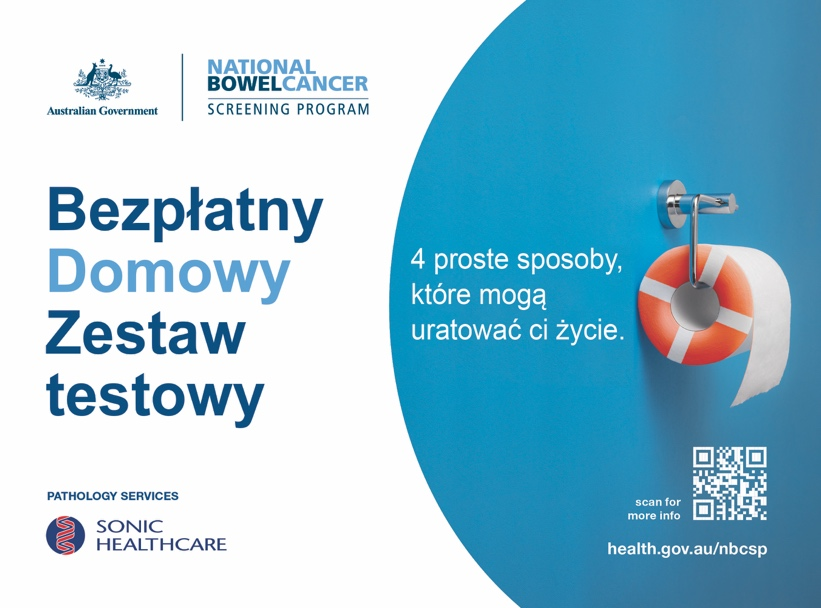 Australian Government
NATIONAL
BOWELCANCER
SCREENING PROGRAM
Bezpłatny
Domowy
Zestaw
testowy
4 proste sposoby,
które mogą
uratować ci życie.
PATHOLOGY SERVICES
SONIC
HEALTHCARE
scan for
more info
health.gov.au/nbcsp